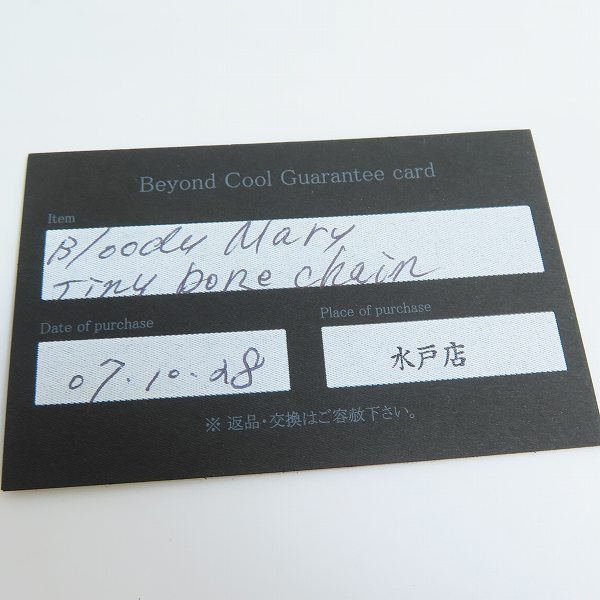 Beyond Cool Guarantee card
Item
Bloody Mary
Tiny bone chain
Date of purchase
Place of purchase
07.10.28
水戸店
※ 返品・交換はご容赦下さい。